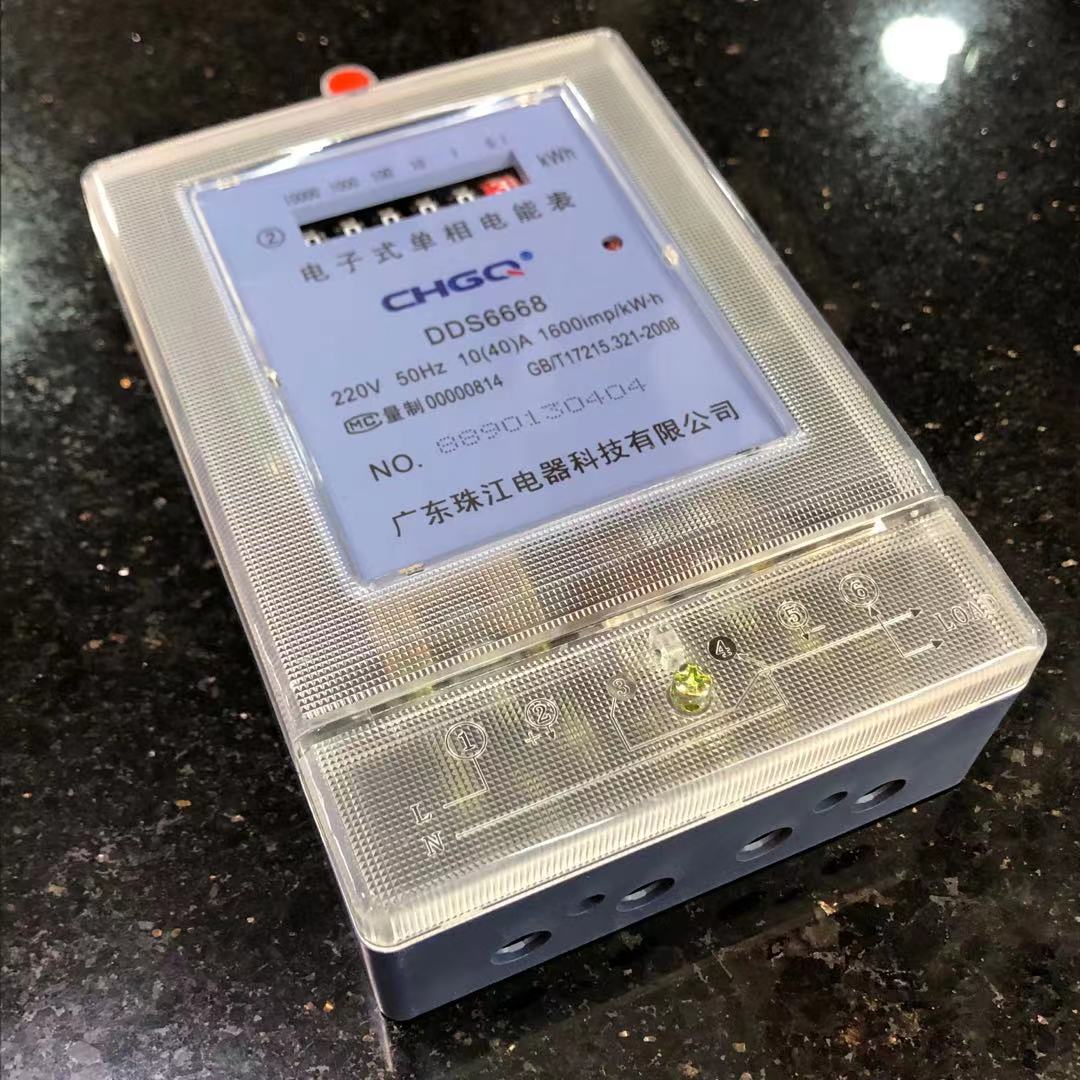 10000 1000 100 10 1 0.1
kWh
②
电子式单相电能表
CHGQ®
DDS6668
220V 50Hz 10(40)A 1600imp/kW·h
MC 量制00000814 GB/T17215.321-2008
NO. 8890130404
广东珠江电器科技有限公司
① ② ③ ④ ⑤ ⑥
L
N
LOAD